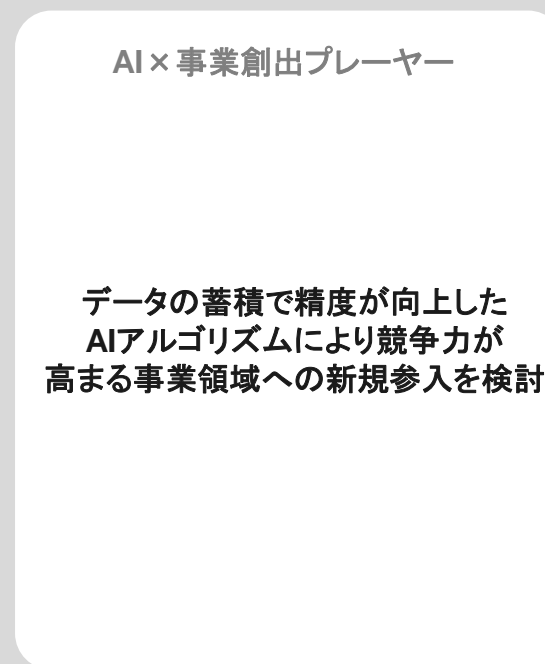 AI×事業創出プレーヤー
データの蓄積で精度が向上した
AIアルゴリズムにより競争力が
高まる事業領域への新規参入を検討